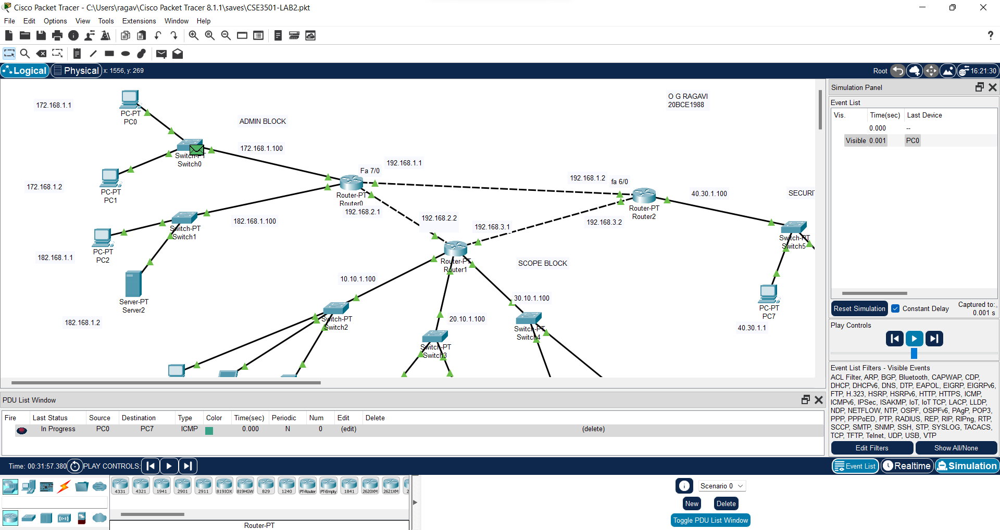 Cisco Packet Tracer - C:\Users\ragav\Cisco Packet Tracer 8.1.1\saves\CSE3501-LAB2.pkt
File Edit Options View Tools Extensions Window Help
?
Logical Physical x: 1556, y: 269
Root 16:21:30
172.168.1.1
PC-PT
PC0
ADMIN BLOCK
O G RAGAVI
20BCE1988
Switch-PT
Switch0
172.168.1.100
172.168.1.2
PC-PT
PC1
Fa 7/0
192.168.1.1
Router-PT
Router0
192.168.2.1
192.168.1.2
fa 6/0
Router-PT
Router2
40.30.1.100
SECURIT
182.168.1.100
192.168.2.2
192.168.3.1
192.168.3.2
Switch-PT
Switch1
PC-PT
PC2
182.168.1.1
Server-PT
Server2
182.168.1.2
Router-PT
Router1
SCOPE BLOCK
Switch-PT
Switch5
10.10.1.100
30.10.1.100
20.10.1.100
Switch-PT
Switch2
Switch-PT
Switch3
Switch-PT
Switch4
PC-PT
PC7
40.30.1.1
Simulation Panel
Event List
Vis. Time(sec) Last Device
0.000 --
Visible 0.001 PC0
Reset Simulation Constant Delay Captured to:
0.001 s
Play Controls
Event List Filters - Visible Events
ACL Filter, ARP, BGP, Bluetooth, CAPWAP, CDP,
DHCP, DHCPv6, DNS, DTP, EAPOL, EIGRP, EIGRPv6,
FTP, H.323, HSRP, HSRPv6, HTTP, HTTPS, ICMP,
ICMPv6, IPSec, ISAKMP, IoT, IoT TCP, LACP, LLDP,
NDP, NETFLOW, NTP, OSPF, OSPFv6, PAgP, POP3,
PPP, PPPoED, PTP, RADIUS, REP, RIP, RIPng, RTP,
SCCP, SMTP, SNMP, SSH, STP, SYSLOG, TACACS,
TCP, TFTP, Telnet, UDP, USB, VTP
Edit Filters Show All/None
PDU List Window
Fire Last Status Source Destination Type Color Time(sec) Periodic Num Edit Delete
In Progress PC0 PC7 ICMP 0.000 N 0 (edit) (delete)
Time: 00:31:57.380 PLAY CONTROLS:
Event List Realtime Simulation
4331 4321 1941 2901 2911 819IOX 819HGW 829 1240 PT-Router PT-Empty 1841 2620XM 2621XM 2
Router-PT
Scenario 0
New Delete
Toggle PDU List Window